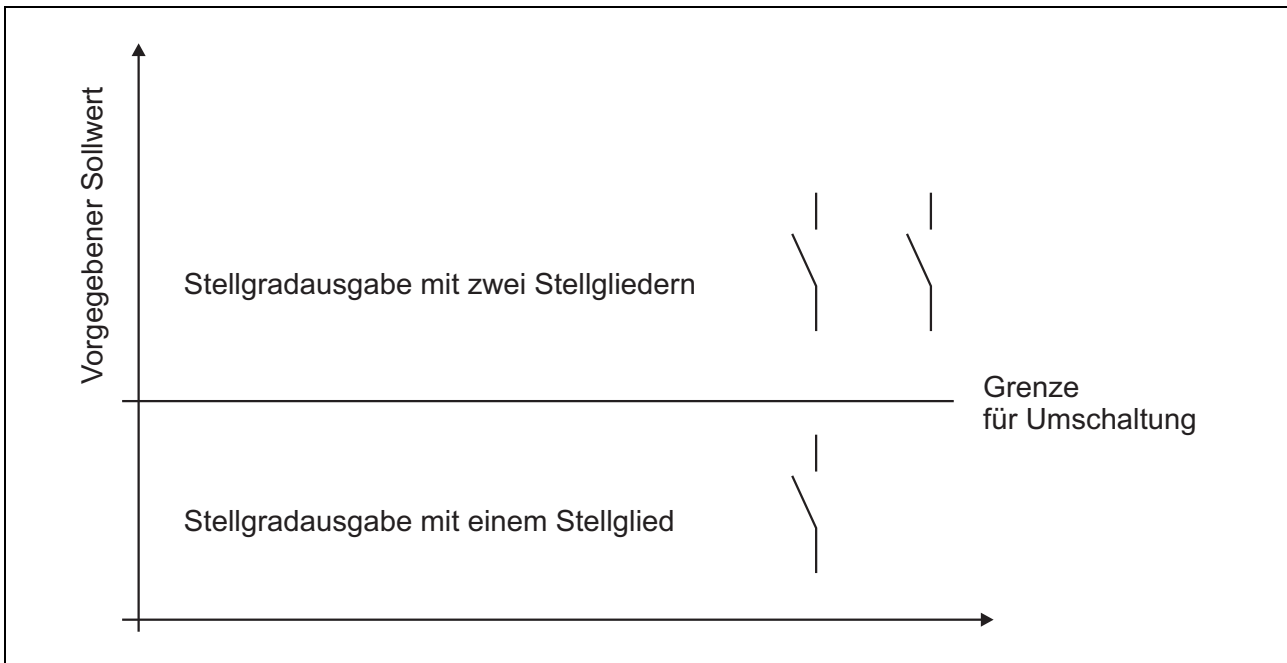 Vorgegebener Sollwert
Stellgradausgabe mit zwei Stellgliedern
Grenze
für Umschaltung
Stellgradausgabe mit einem Stellglied